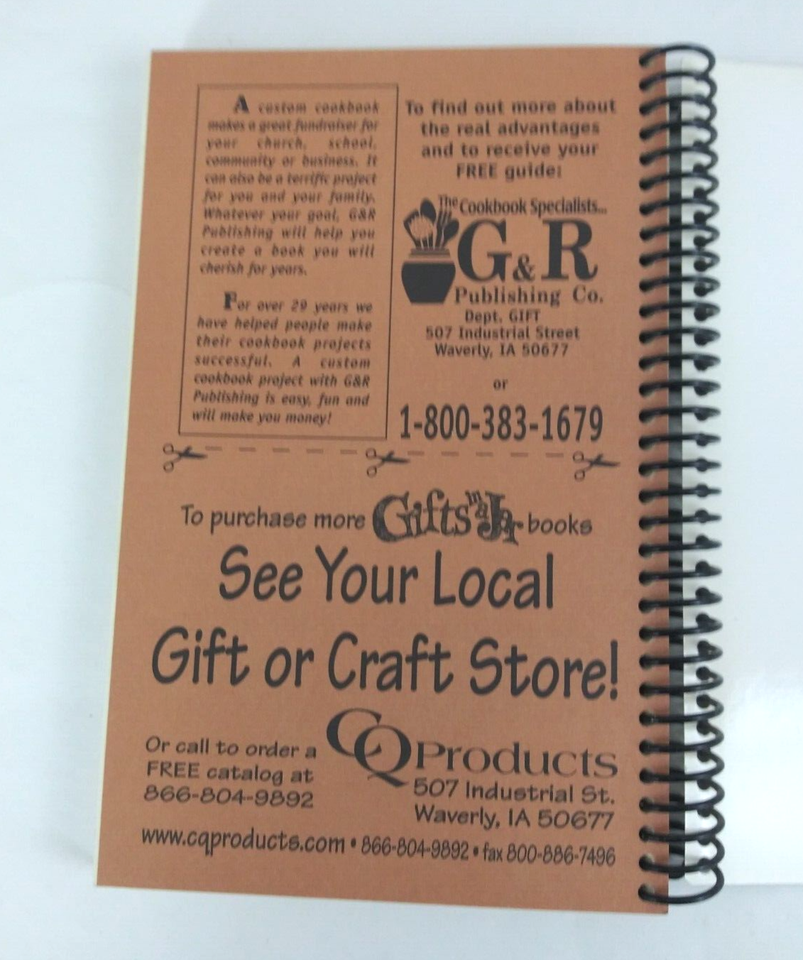 A custom cookbook
makes a great fundraiser for
your church, school,
community or business. It
can also be a terrific project
for you and your family.
Whatever your goal, G&R
Publishing will help you
create a book you will
cherish for years.
For over 29 years we
have helped people make
their cookbook projects
successful. A custom
cookbook project with G&R
Publishing is easy, fun and
will make you money!
To find out more about
the real advantages
and to receive your
FREE guide:
The Cookbook Specialists...
G&R
Publishing Co.
Dept. GIFT
507 Industrial Street
Waverly, IA 50677
or
1-800-383-1679
To purchase more Gifts in a Jar books
See Your Local
Gift or Craft Store!
Or call to order a
FREE catalog at
866-804-9892
CQ Products
507 Industrial St.
Waverly, IA 50677
www.cqproducts.com • 866-804-9892 • fax 800-886-7496